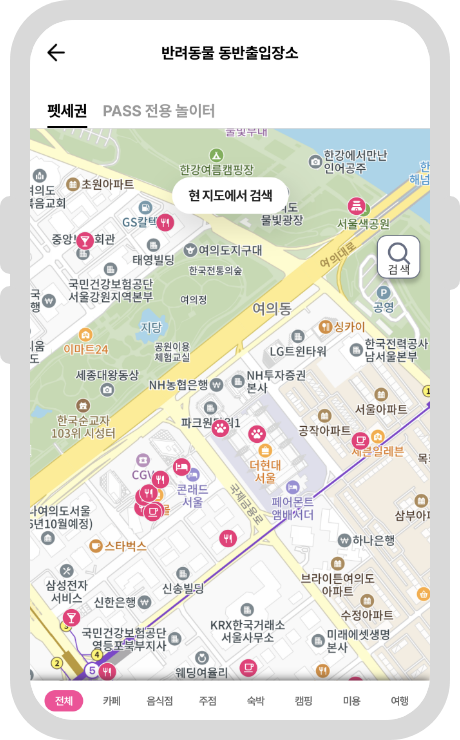 반려동물 동반출입장소
펫세권
PASS 전용 놀이터
물빛무대
한강여름캠핑장
한강에서만난
인어공주
초원아파트
현 지도에서 검색
GS칼텍
물빛광장
서울색공원
회관
태영빌딩
여의도지구대
여의대로
검색
국민건강보험공단
서울강원지역본부
한국전통의숲
여의정
공영
여의동
지당
싱카이
이마트24
공원이용
체험교실
LG트윈타워
한국전력공사
남서울본부
세종대왕동상
NH농협은행
NH투자증권
본사
한국순교자
103위 시성터
파크원타워1
서울아파트
공작아파트
세븐일레븐
더현대
서울
CGV
콘래드
서울
국제금융로
페어몬트
앰배서더
나여의도서울
6년10월예정)
스타벅스
하나은행
삼부아
삼성전자
서비스
신한은행
신송빌딩
브라이튼여의도
아파트
수정아파트
국민건강보험공단
영등포북부지사
KRX한국거래소
서울사무소
미래에셋생명
본사
3
4
2
5
1
웨딩여율리
전체
카페
음식점
주점
숙박
캠핑
미용
여행